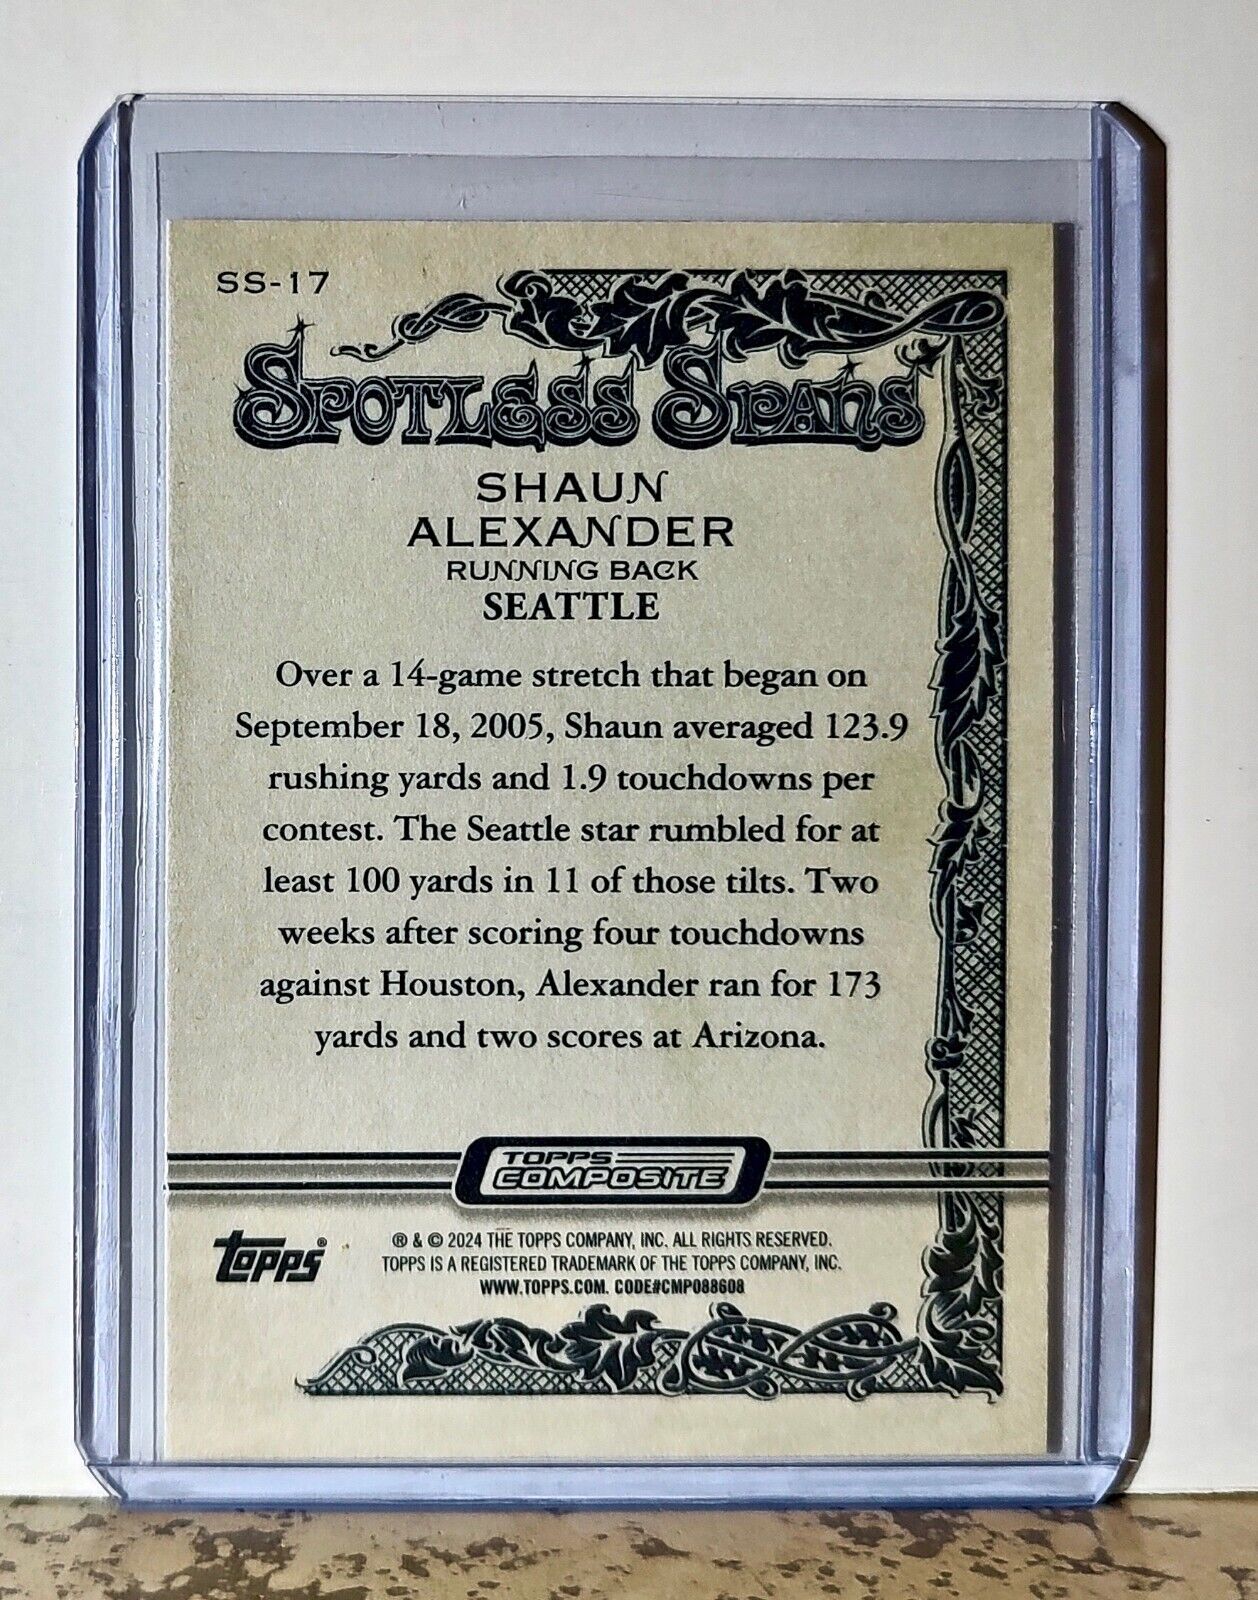 SS-17
SPOTLESS SPANS
SHAUN
ALEXANDER
RUNNING BACK
SEATTLE
Over a 14-game stretch that began on
September 18, 2005, Shaun averaged 123.9
rushing yards and 1.9 touchdowns per
contest. The Seattle star rumbled for at
least 100 yards in 11 of those tilts. Two
weeks after scoring four touchdowns
against Houston, Alexander ran for 173
yards and two scores at Arizona.
TOPPS
COMPOSITE
topps®
® & © 2024 THE TOPPS COMPANY, INC. ALL RIGHTS RESERVED.
TOPPS IS A REGISTERED TRADEMARK OF THE TOPPS COMPANY, INC.
WWW.TOPPS.COM. CODE#CMP088608